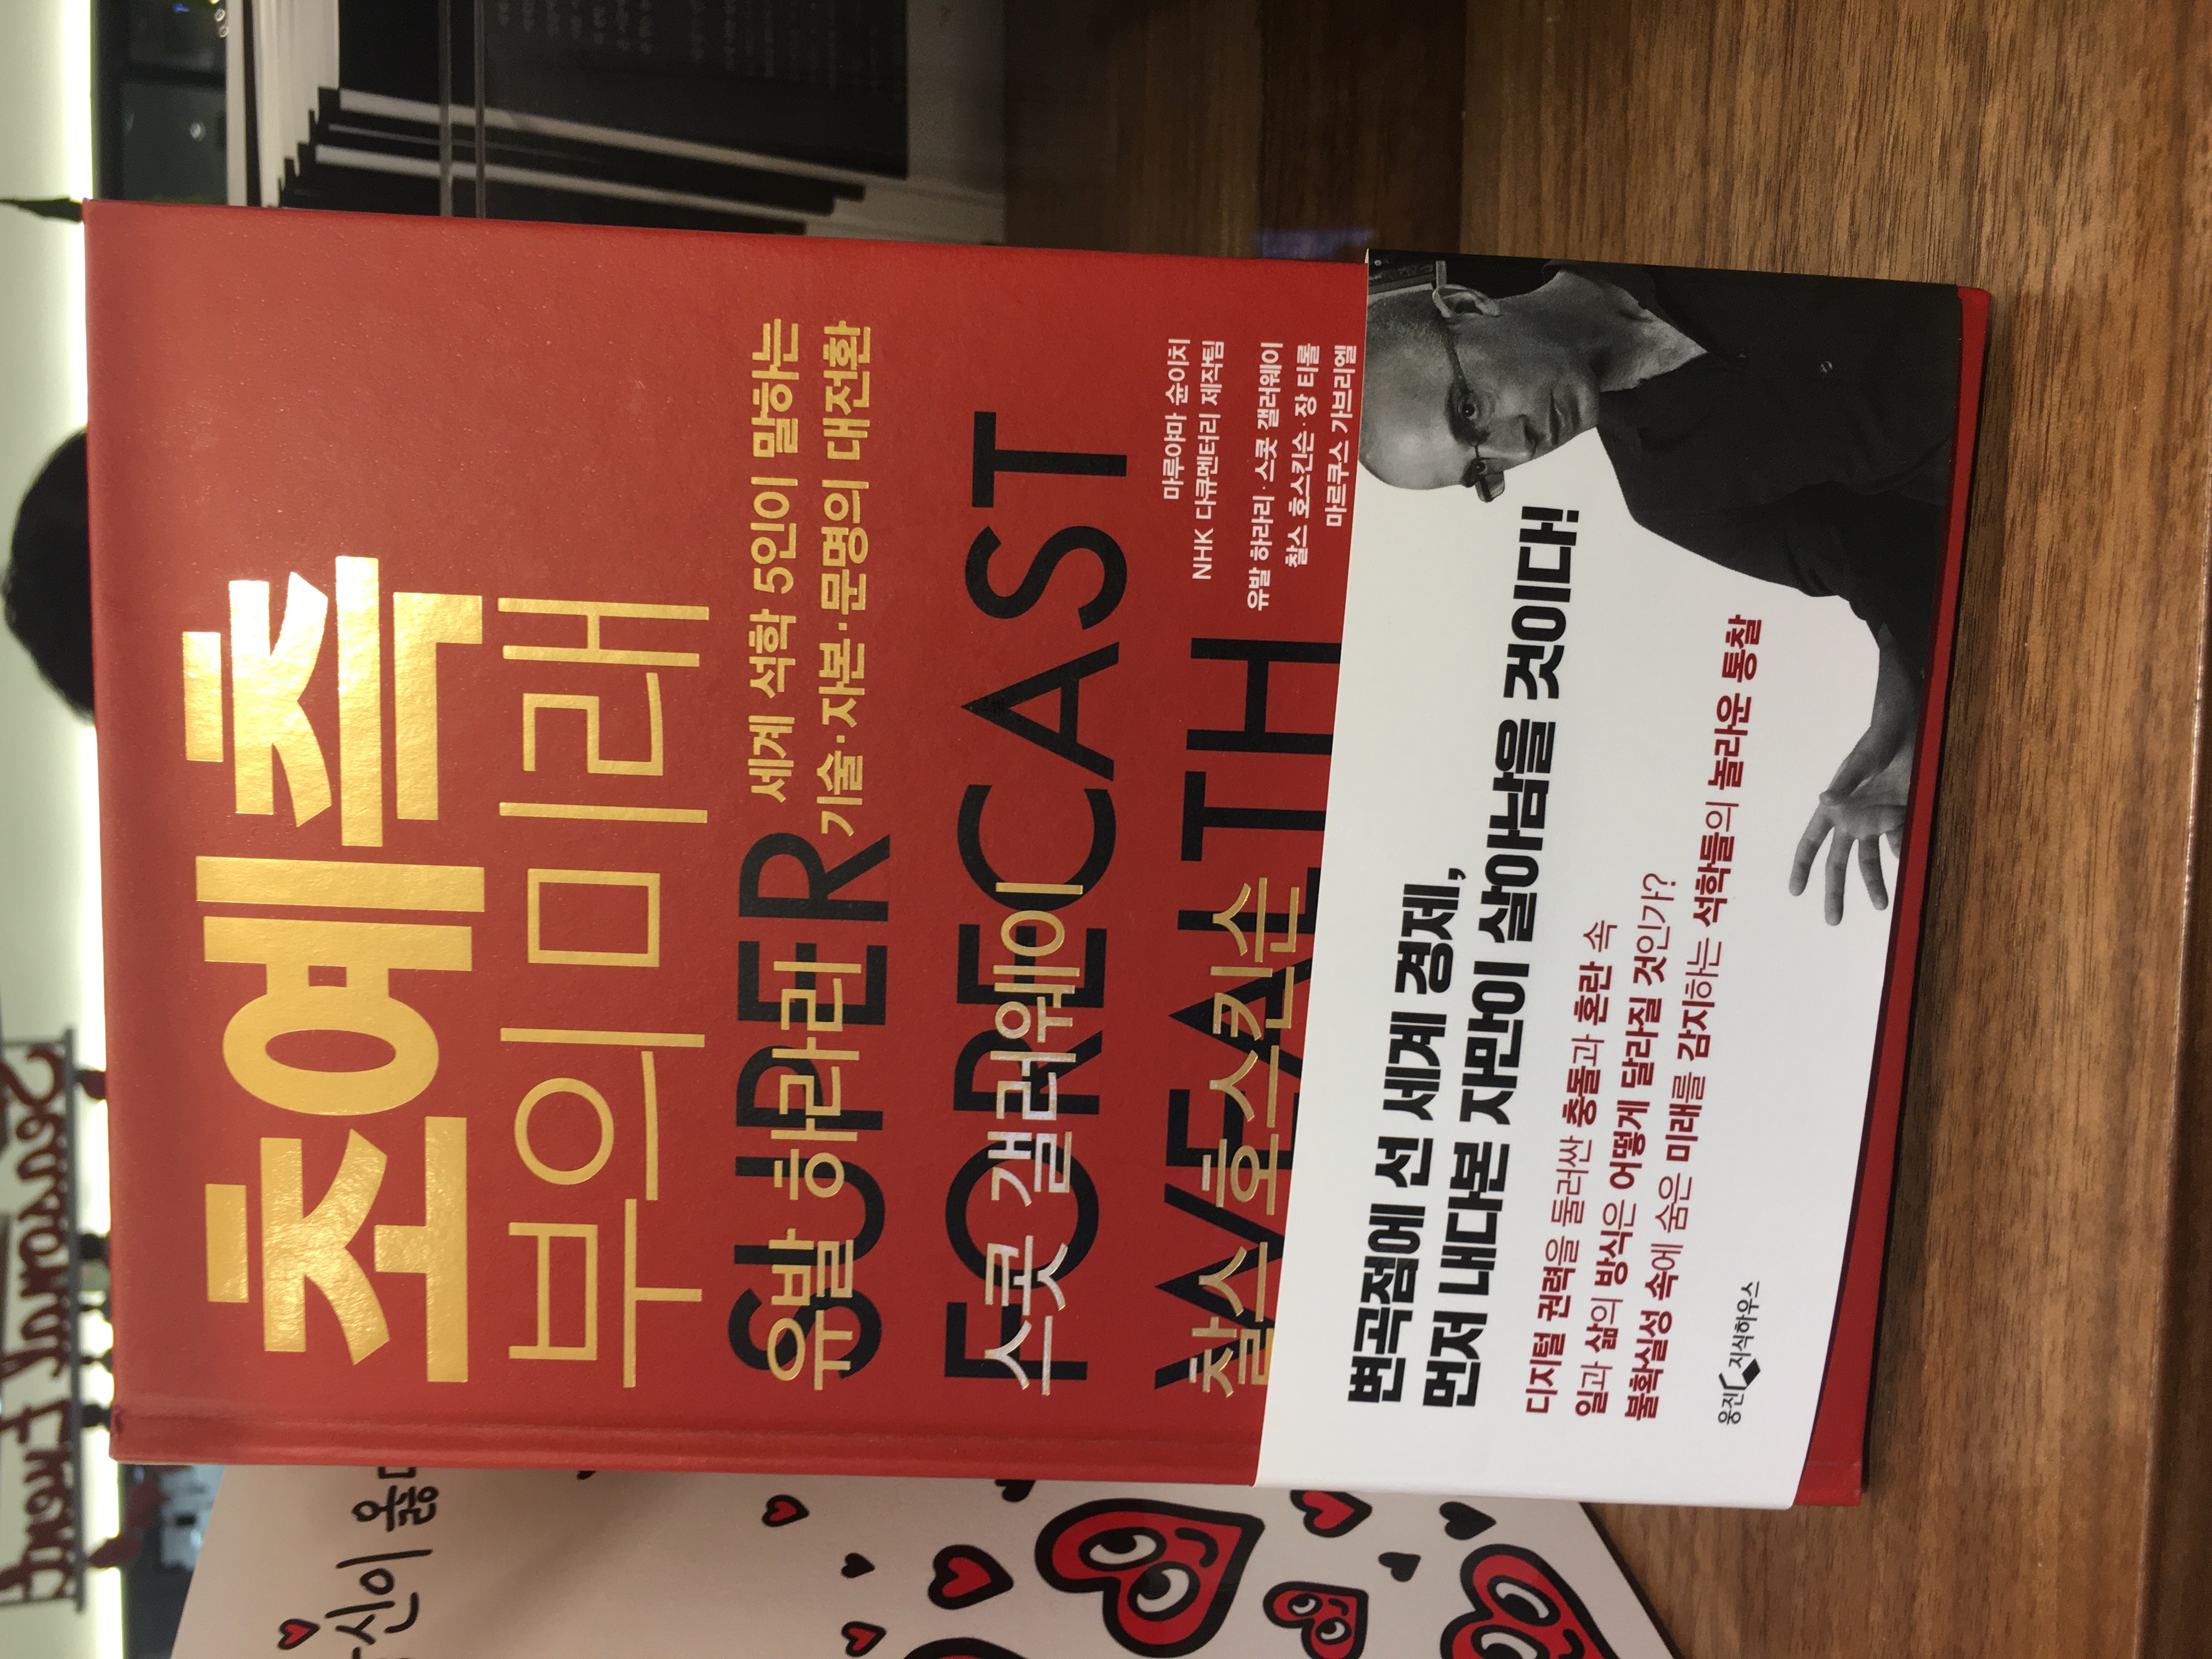 초예측
부의 미래
세계 석학 5인이 말하는
기술·자본·문명의 대전환
SUPER
유발 하라리
FORECAST
스콧 갤러웨이
WEALTH
찰스 호스킨슨
마루야마 슌이치
NHK 다큐멘터리 제작팀
유발 하라리·스콧 갤러웨이
찰스 호스킨슨·장 티롤
마르쿠스 가브리엘
변곡점에 선 세계 경제,
먼저 내다본 자만이 살아남을 것이다!
디지털 권력을 둘러싼 충돌과 혼란 속
일과 삶의 방식은 어떻게 달라질 것인가?
불확실성 속에 숨은 미래를 감지하는 석학들의 놀라운 통찰
웅진 지식하우스